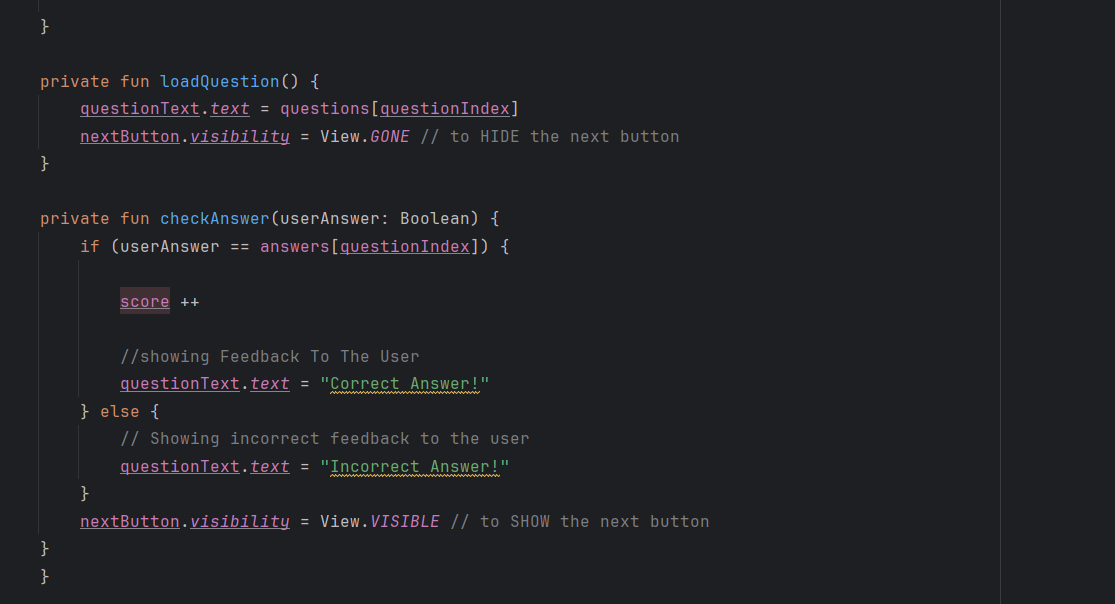 }
private fun loadQuestion() {
questionText.text = questions[questionIndex]
nextButton.visibility = View.GONE // to HIDE the next button
}
private fun checkAnswer(userAnswer: Boolean) {
if (userAnswer == answers[questionIndex]) {
score ++
//showing Feedback To The User
questionText.text = "Correct Answer!"
} else {
// Showing incorrect feedback to the user
questionText.text = "Incorrect Answer!"
}
nextButton.visibility = View.VISIBLE // to SHOW the next button
}
}